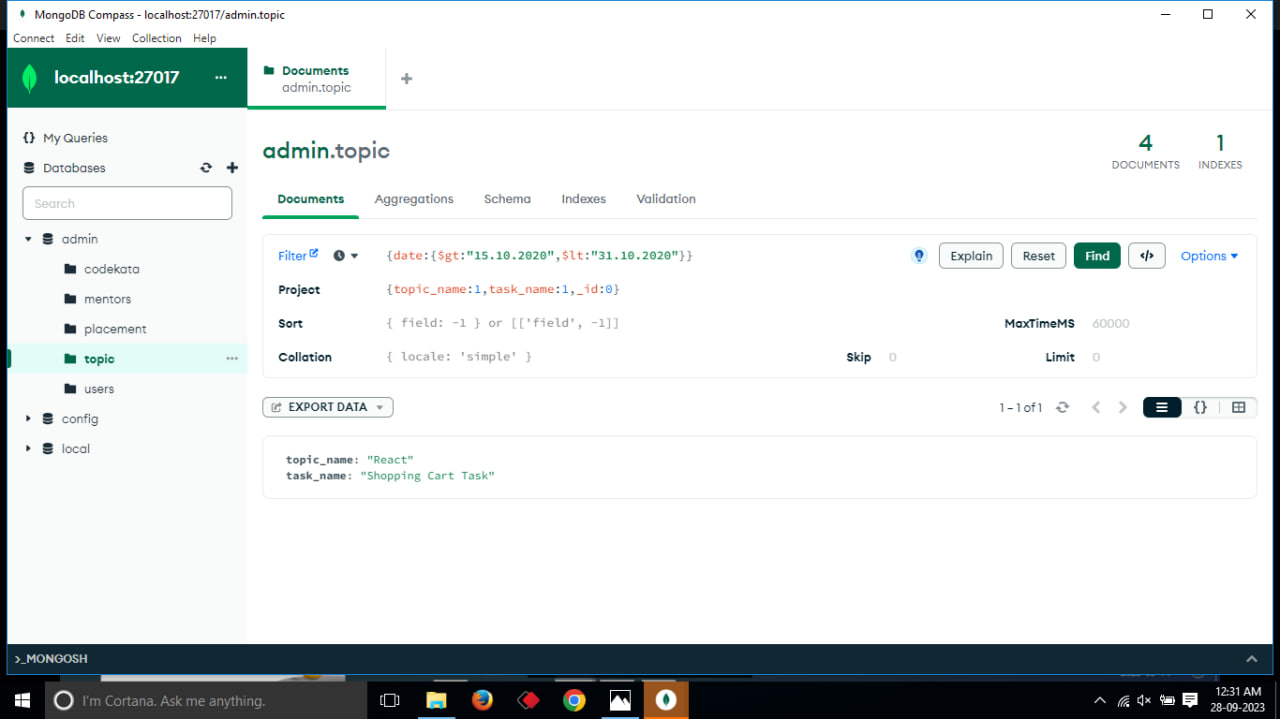 MongoDB Compass - localhost:27017/admin.topic
Connect Edit View Collection Help
localhost:27017 ...
Documents
admin.topic
My Queries
Databases
Search
admin
codekata
mentors
placement
topic
users
config
local
admin.topic
4
DOCUMENTS
1
INDEXES
Documents Aggregations Schema Indexes Validation
Filter {date:{$gt:"15.10.2020",$lt:"31.10.2020"}} Explain Reset Find </> Options
Project {topic_name:1,task_name:1,_id:0}
Sort { field: -1 } or [['field', -1]] MaxTimeMS 60000
Collation { locale: 'simple' } Skip 0 Limit 0
EXPORT DATA 1 – 1 of 1 {}
topic_name: "React"
task_name: "Shopping Cart Task"
>_MONGOSH
I'm Cortana. Ask me anything.
12:31 AM
28-09-2023